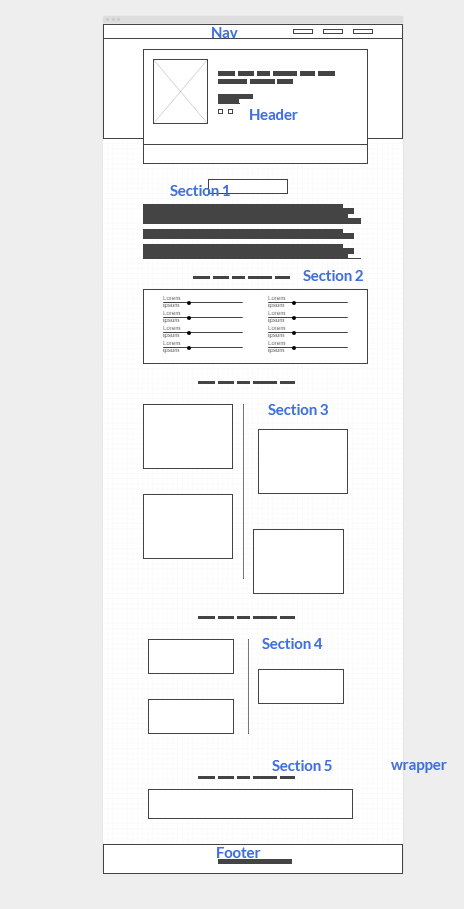 Nav
Header
Section 1
Section 2
Lorem
ipsum
Lorem
ipsum
Lorem
ipsum
Lorem
ipsum
Lorem
ipsum
Lorem
ipsum
Lorem
ipsum
Lorem
ipsum
Section 3
Section 4
Section 5
wrapper
Footer